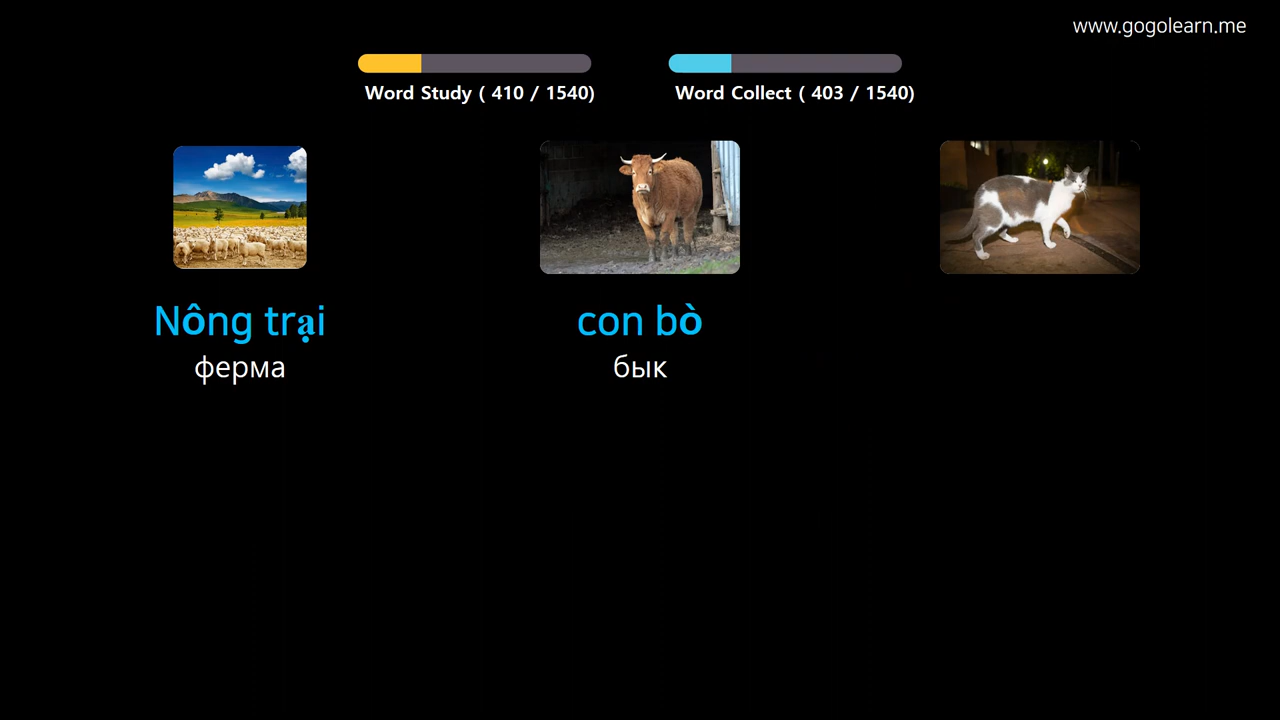 www.gogolearn.me
Word Study ( 410 / 1540)
Word Collect ( 403 / 1540)
Nông trại
ферма
con bò
бык